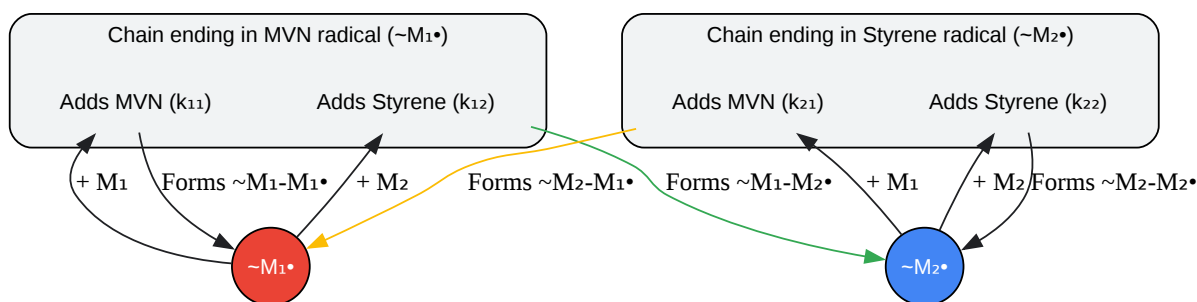 Chain ending in MVN radical (~M₁•)
Chain ending in Styrene radical (~M₂•)
Adds MVN (k₁₁)
Adds Styrene (k₁₂)
Adds MVN (k₂₁)
Adds Styrene (k₂₂)
+ M₁
Forms ~M₁-M₁•
+ M₂
Forms ~M₂-M₁•
Forms ~M₁-M₂•
+ M₁
+ M₂
Forms ~M₂-M₂•
~M₁•
~M₂•